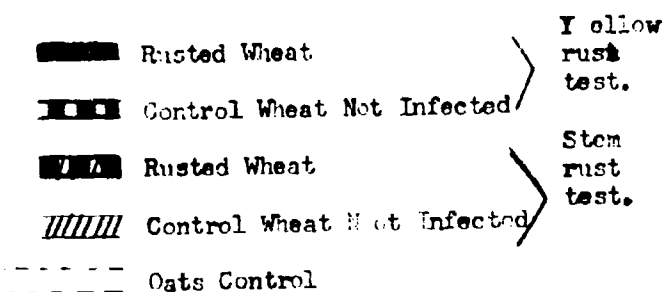 Rusted Wheat
Control Wheat Not Infected
Yellow
rust
test.
Rusted Wheat
Control Wheat Not Infected
Stem
rust
test.
Oats Control